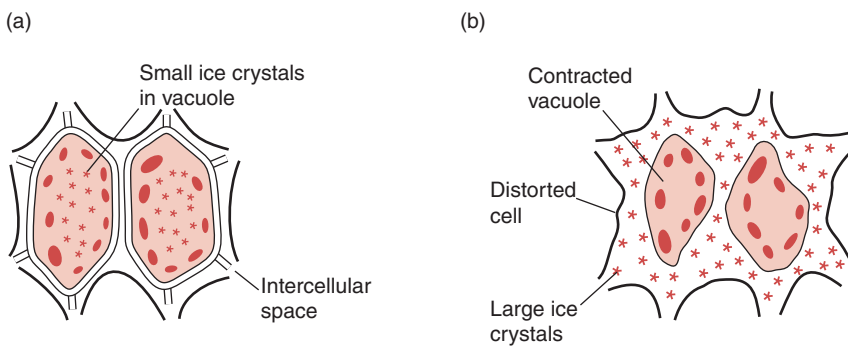 (a)
Small ice crystals
in vacuole
Intercellular
space
(b)
Contracted
vacuole
Distorted
cell
Large ice
crystals